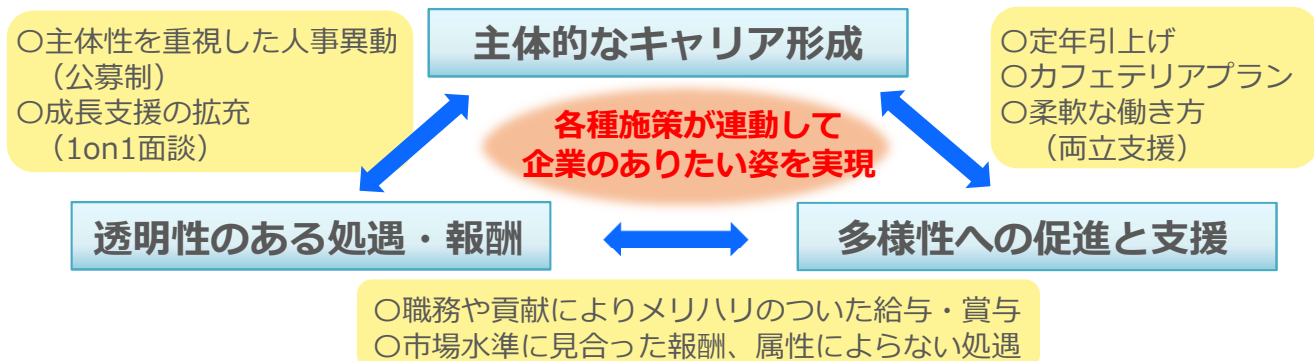 〇主体性を重視した人事異動
（公募制）
〇成長支援の拡充
（1on1面談）
主体的なキャリア形成
〇定年引上げ
〇カフェテリアプラン
〇柔軟な働き方
（両立支援）
各種施策が連動して
企業のありたい姿を実現
透明性のある処遇・報酬
多様性への促進と支援
〇職務や貢献によりメリハリのついた給与・賞与
〇市場水準に見合った報酬、属性によらない処遇